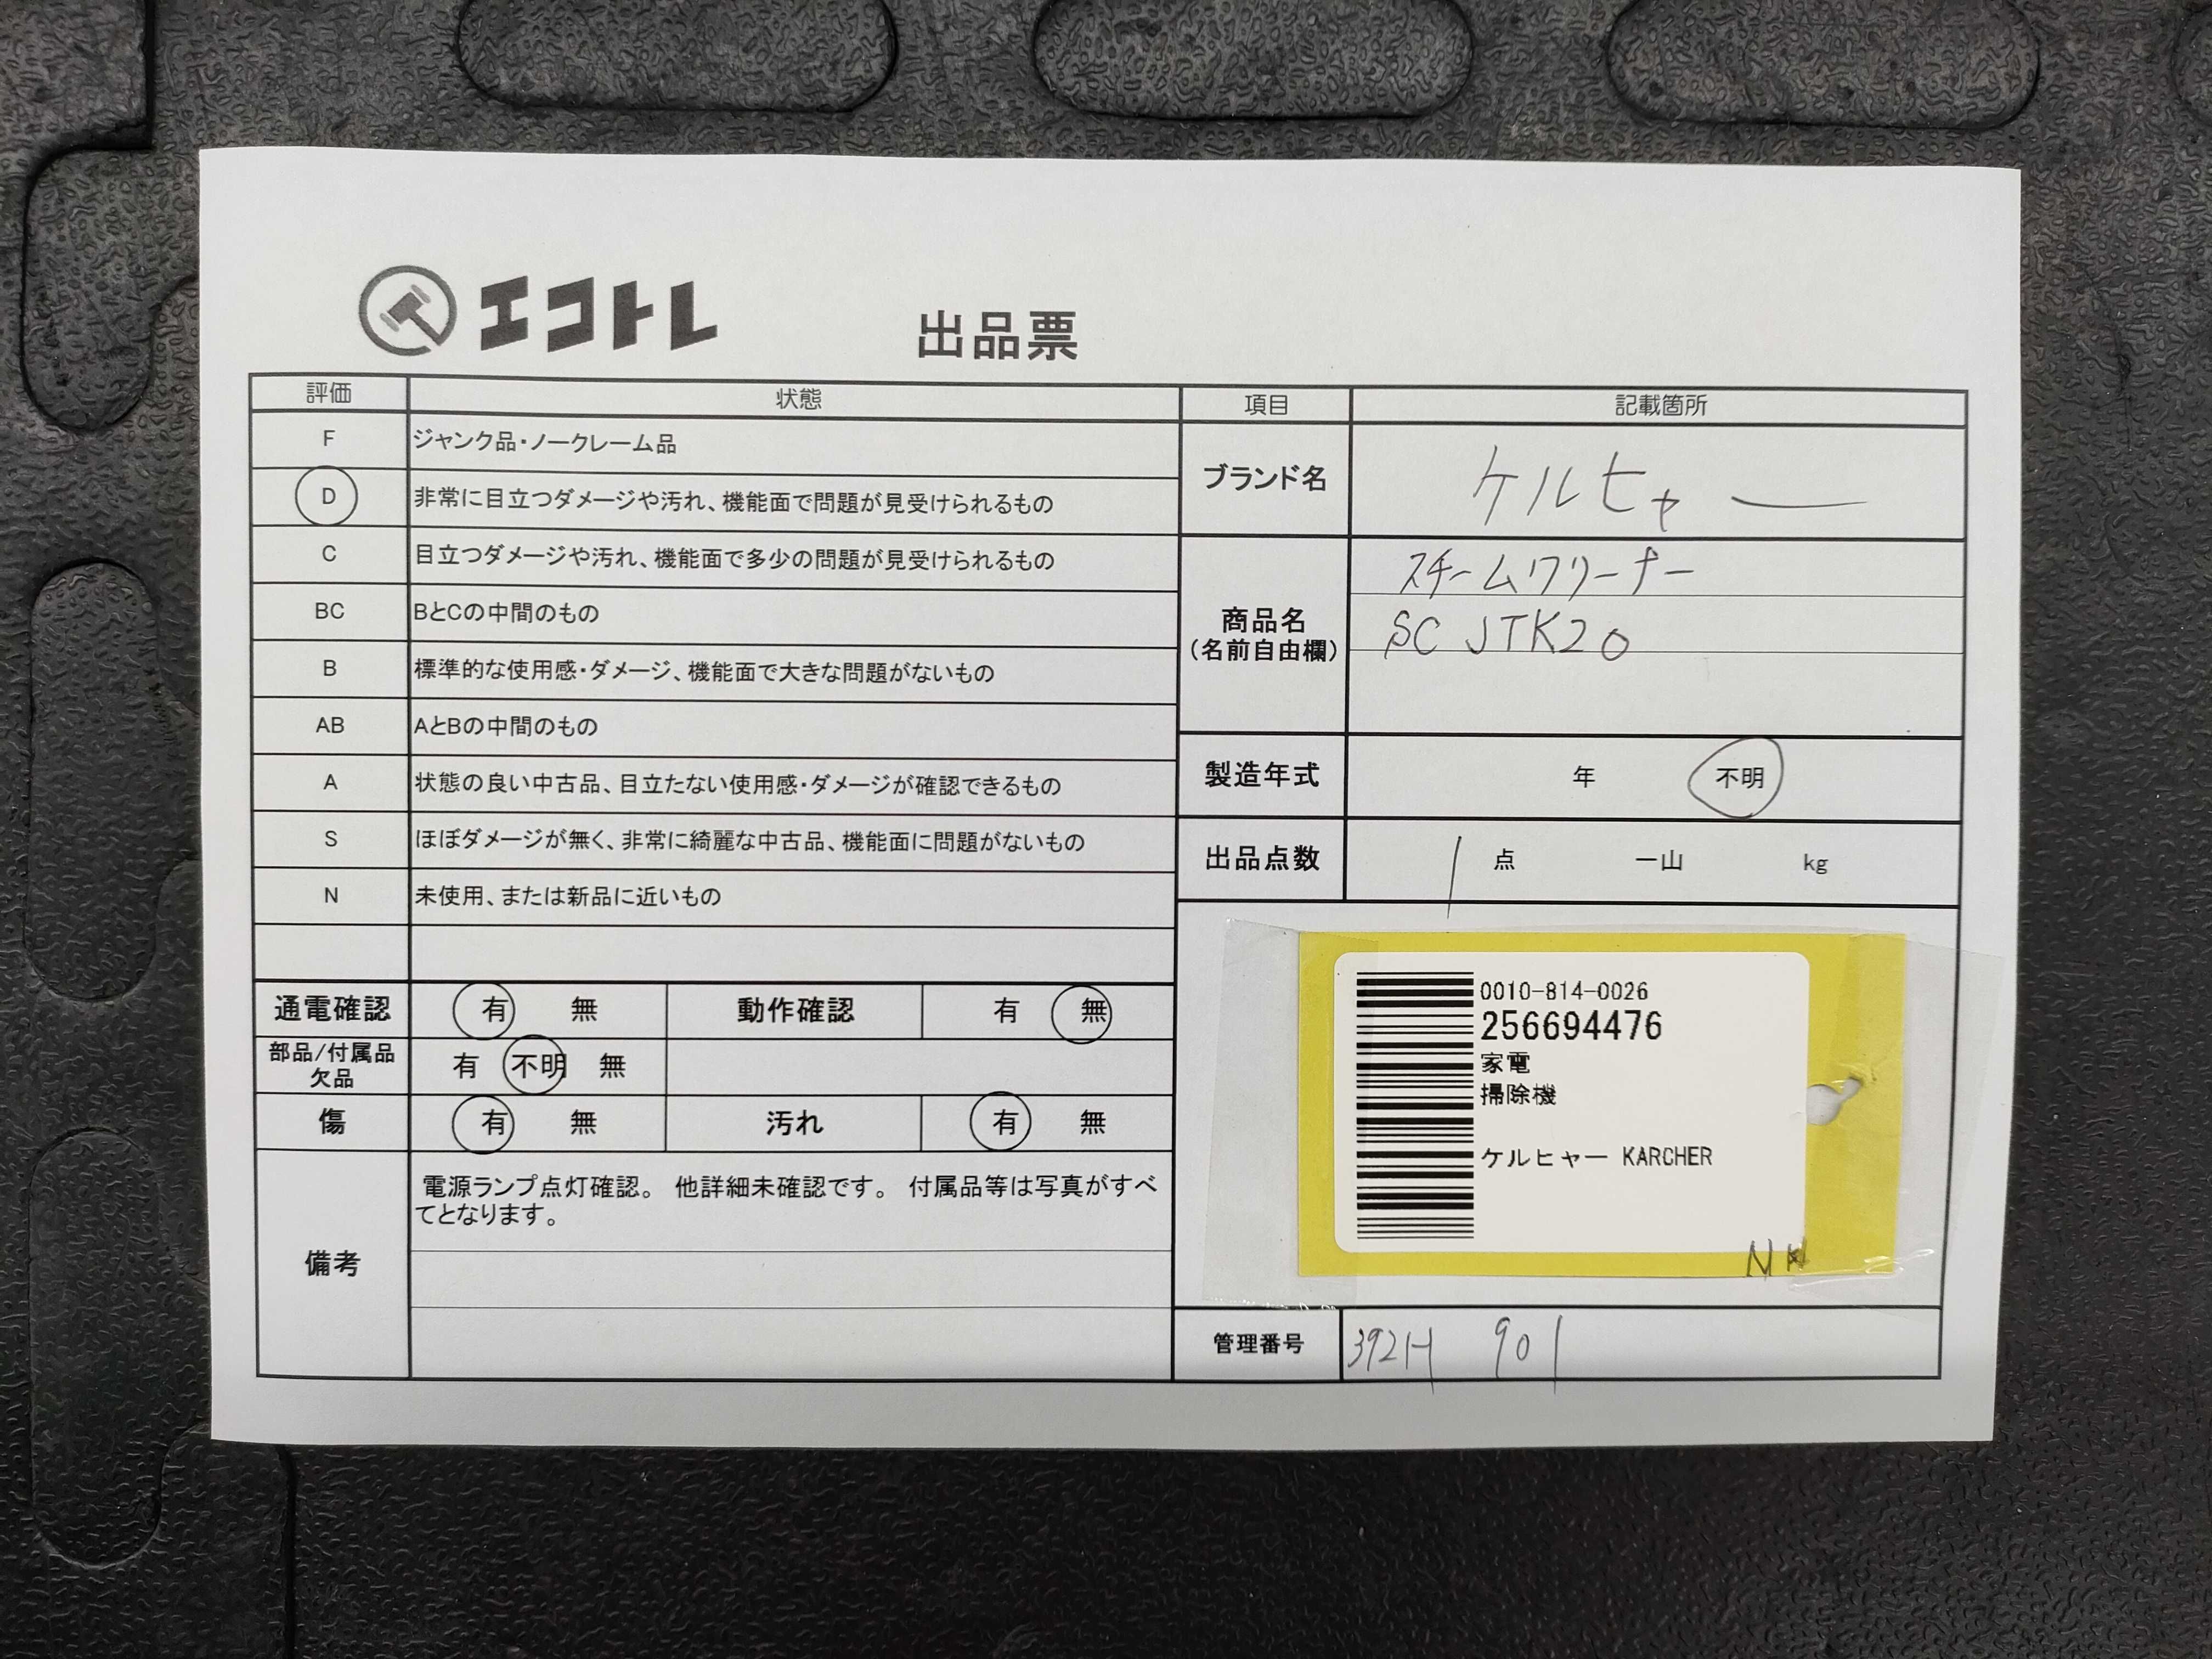 エコトレ
出品票
評価 状態
F ジャンク品・ノークレーム品
D 非常に目立つダメージや汚れ、機能面で問題が見受けられるもの
C 目立つダメージや汚れ、機能面で多少の問題が見受けられるもの
BC BとCの中間のもの
B 標準的な使用感・ダメージ、機能面で大きな問題がないもの
AB AとBの中間のもの
A 状態の良い中古品、目立たない使用感・ダメージが確認できるもの
S ほぼダメージが無く、非常に綺麗な中古品、機能面に問題がないもの
N 未使用、または新品に近いもの
通電確認 有 無 動作確認 有 無
部品/付属品
欠品 有 不明 無
傷 有 無 汚れ 有 無
備考
電源ランプ点灯確認。 他詳細未確認です。 付属品等は写真がすべ
てとなります。
項目 記載箇所
ブランド名 ケルヒャー
商品名
(名前自由欄)
スチームクリーナー
SC JTK20
製造年式 年 不明
出品点数 1 点 一山 kg
0010-814-0026
256694476
家電
掃除機
ケルヒャー KARCHER
管理番号 392H 901